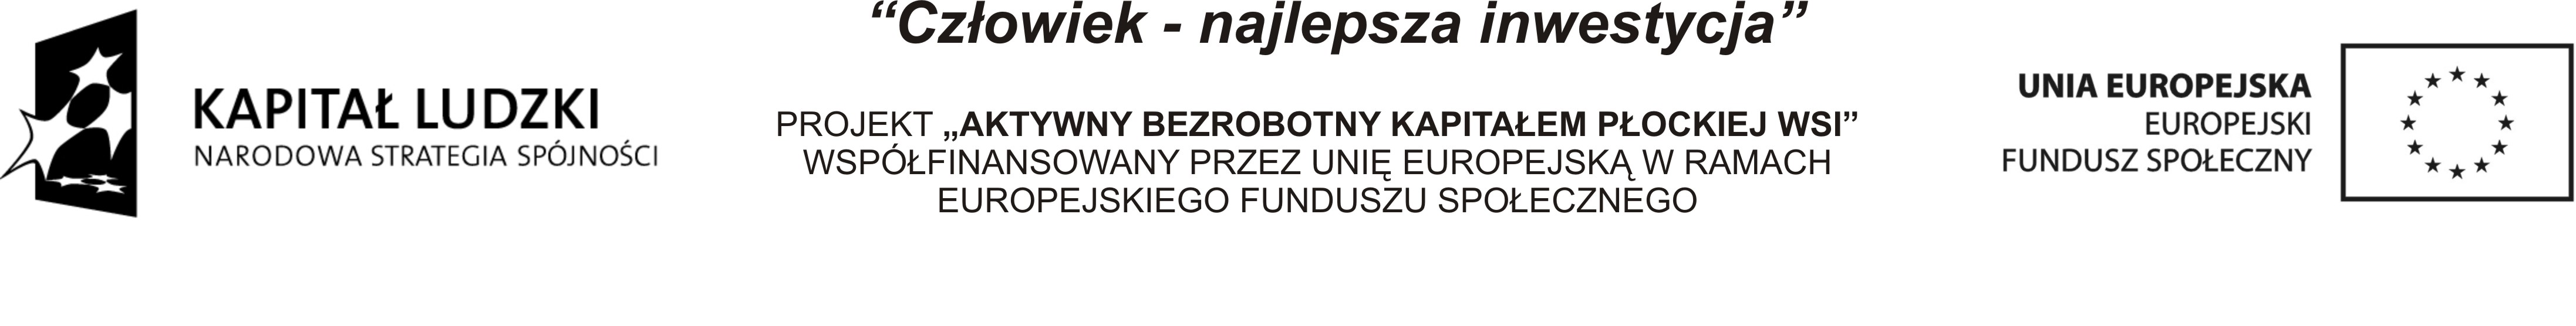 “Człowiek - najlepsza inwestycja”
KAPITAŁ LUDZKI
NARODOWA STRATEGIA SPÓJNOŚCI
PROJEKT „AKTYWNY BEZROBOTNY KAPITAŁEM PŁOCKIEJ WSI”
WSPÓŁFINANSOWANY PRZEZ UNIĘ EUROPEJSKĄ W RAMACH
EUROPEJSKIEGO FUNDUSZU SPOŁECZNEGO
UNIA EUROPEJSKA
EUROPEJSKI
FUNDUSZ SPOŁECZNY